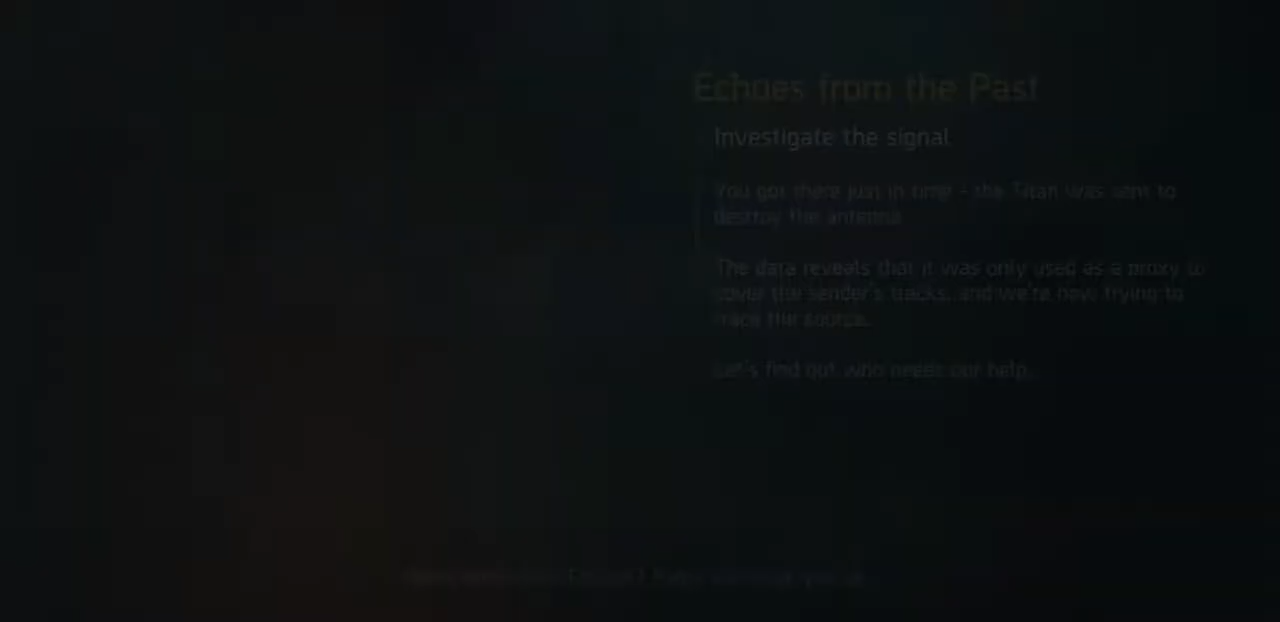 Echoes from the Past
Investigate the signal
You got there just in time - the Titan was sent to
destroy the antenna.
The data reveals that it was only used as a proxy to
cover the sender's tracks, and we're now trying to
trace the source.
Let's find out who needs our help.